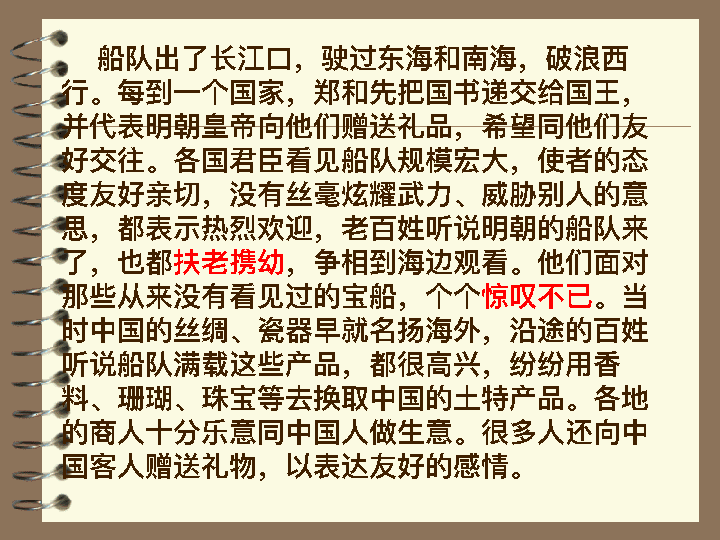 船队出了长江口，驶过东海和南海，破浪西
行。每到一个国家，郑和先把国书递交给国王，
并代表明朝皇帝向他们赠送礼品，希望同他们友
好交往。各国君臣看见船队规模宏大，使者的态
度友好亲切，没有丝毫炫耀武力、威胁别人的意
思，都表示热烈欢迎，老百姓听说明朝的船队来
了，也都扶老携幼，争相到海边观看。他们面对
那些从来没有看见过的宝船，个个惊叹不已。当
时中国的丝绸、瓷器早就名扬海外，沿途的百姓
听说船队满载这些产品，都很高兴，纷纷用香
料、珊瑚、珠宝等去换取中国的土特产品。各地
的商人十分乐意同中国人做生意。很多人还向中
国客人赠送礼物，以表达友好的感情。